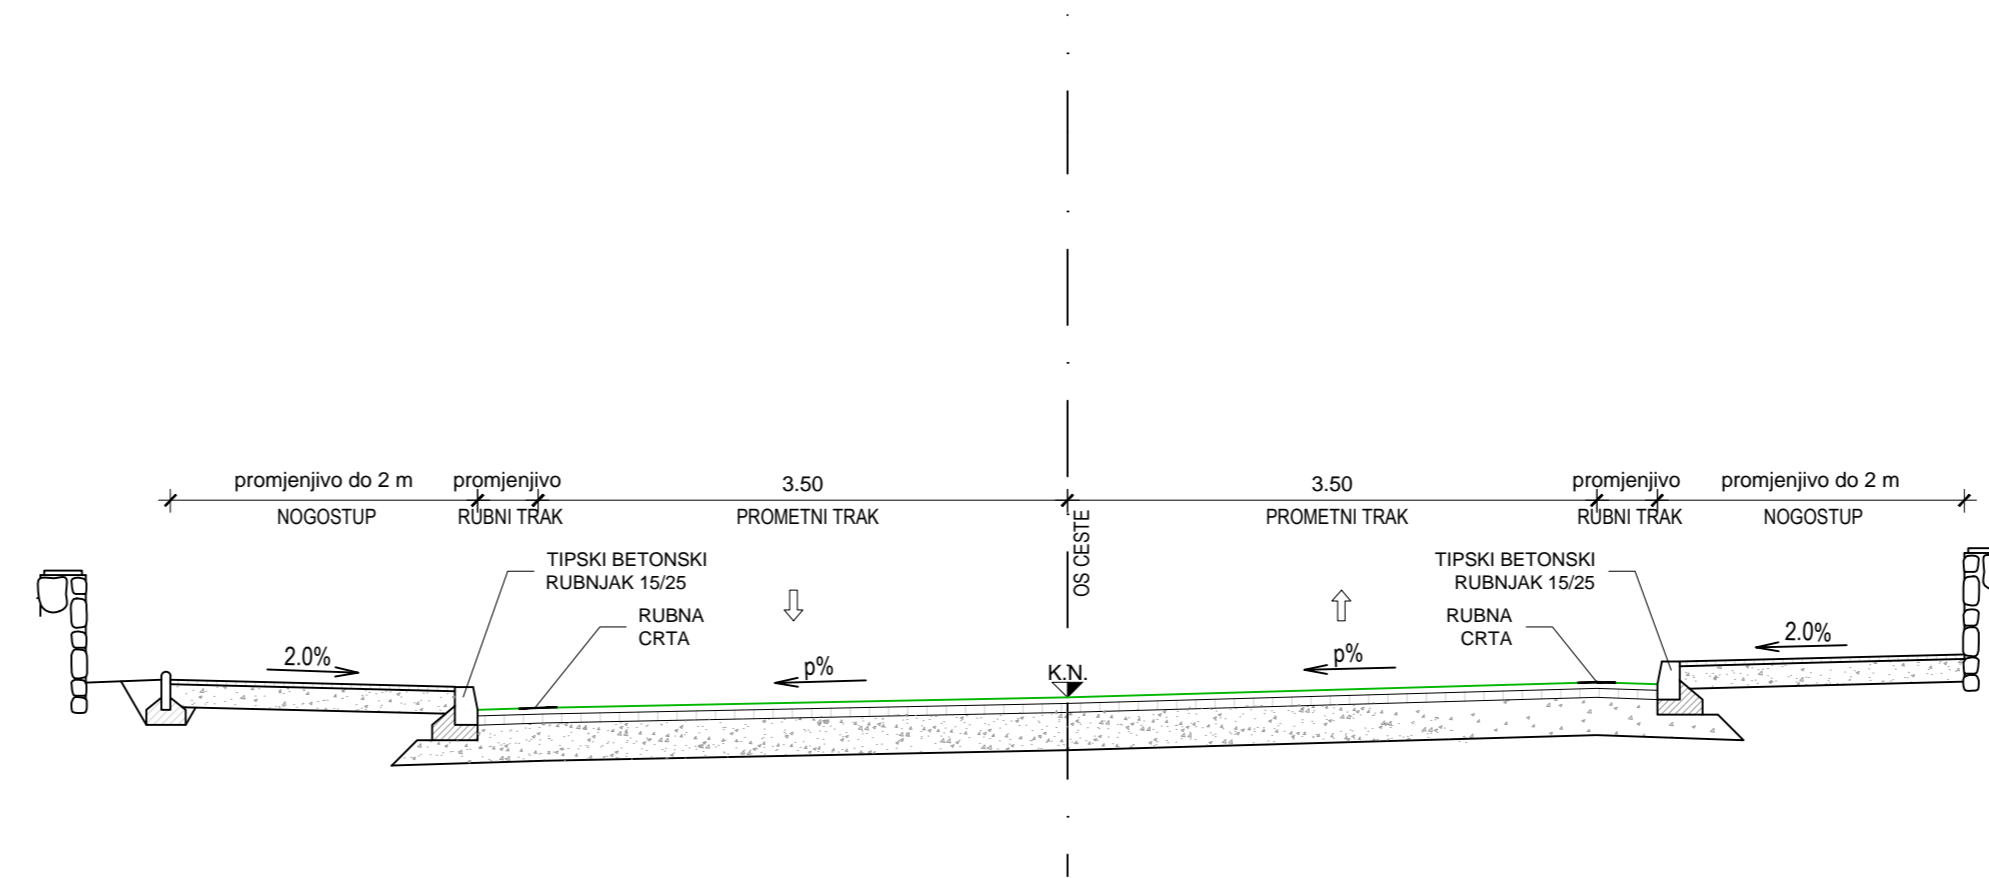 promjenjivo do 2 m
promjenjivo
3.50
3.50
promjenjivo
promjenjivo do 2 m
NOGOSTUP
RUBNI TRAK
PROMETNI TRAK
OS CESTE
PROMETNI TRAK
RUBNI TRAK
NOGOSTUP
TIPSKI BETONSKI
RUBNJAK 15/25
RUBNA
CRTA
TIPSKI BETONSKI
RUBNJAK 15/25
RUBNA
CRTA
2.0%
p%
K.N.
p%
2.0%